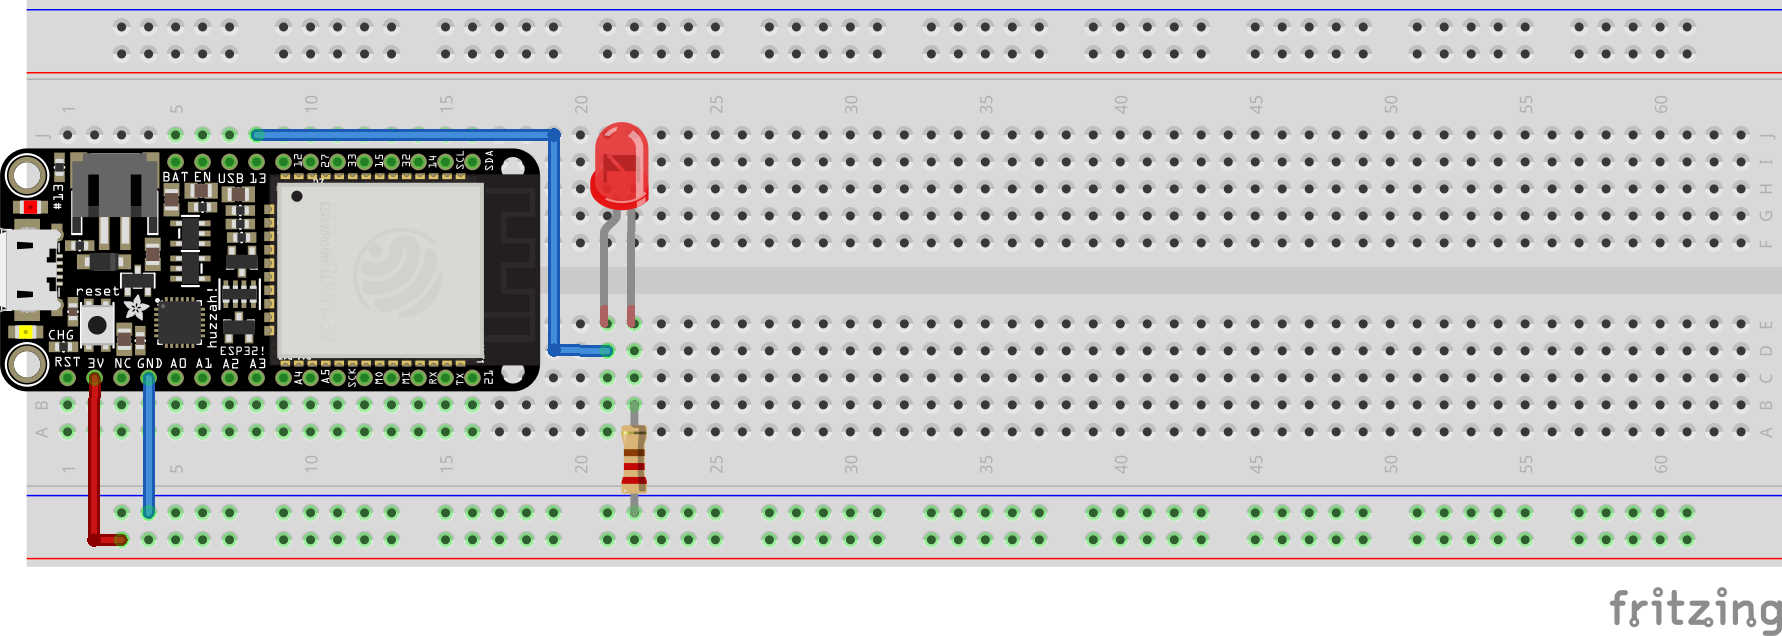 1 5 10 15 20 25 30 35 40 45 50 55 60
J J
I
H
G
F
BAT EN USB 13 12 27 33 15 32 14 SCL SDA
#13
reset
huzzah!
ESP32!
CHG
RST 3V NC GND A0 A1 A2 A3 A4 A5 SCK MO MI RX TX 21
E
D
C
B B
A A
1 5 10 15 20 25 30 35 40 45 50 55 60
fritzing